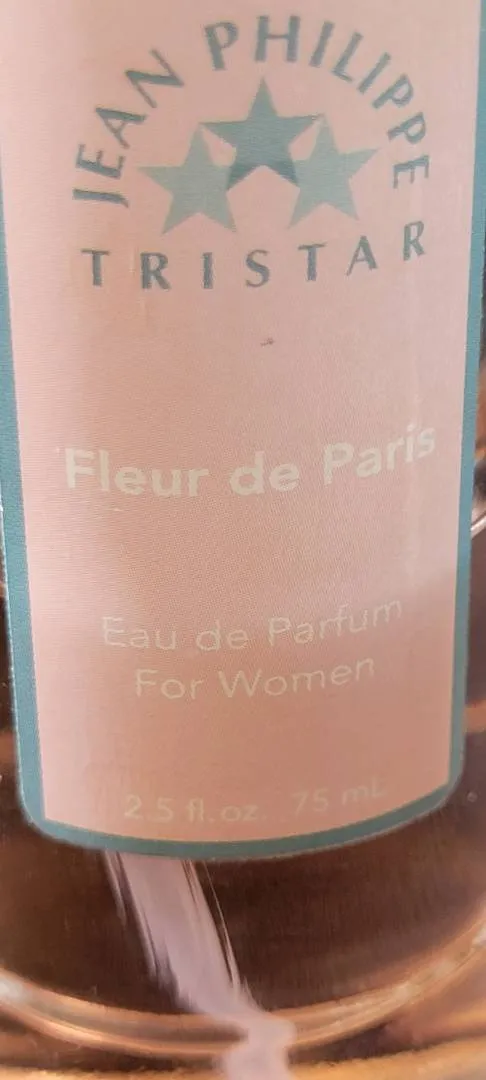 JEAN PHILIPPE
TRISTAR
Fleur de Paris
Eau de Parfum
For Women
2.5 fl.oz. 75 mL